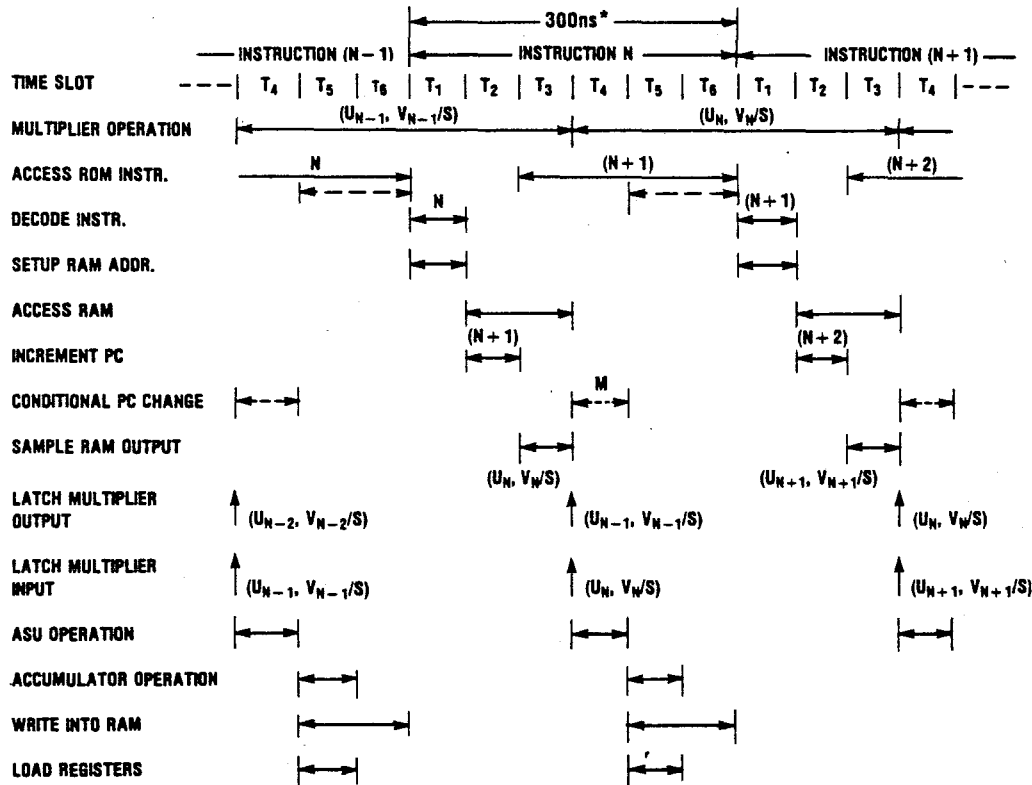 300ns*
INSTRUCTION (N – 1) INSTRUCTION N INSTRUCTION (N + 1)
TIME SLOT T4 T5 T6 T1 T2 T3 T4 T5 T6 T1 T2 T3 T4
(UN – 1, VN – 1/S) (UN, VN/S)
MULTIPLIER OPERATION
N (N + 1) (N + 2)
ACCESS ROM INSTR.
N (N + 1)
DECODE INSTR.
SETUP RAM ADDR.
ACCESS RAM
(N + 1) (N + 2)
INCREMENT PC
M
CONDITIONAL PC CHANGE
SAMPLE RAM OUTPUT
(UN, VN/S) (UN + 1, VN + 1/S)
LATCH MULTIPLIER
OUTPUT (UN – 2, VN – 2/S) (UN – 1, VN – 1/S) (UN, VN/S)
LATCH MULTIPLIER
INPUT (UN – 1, VN – 1/S) (UN, VN/S) (UN + 1, VN + 1/S)
ASU OPERATION
ACCUMULATOR OPERATION
WRITE INTO RAM
LOAD REGISTERS